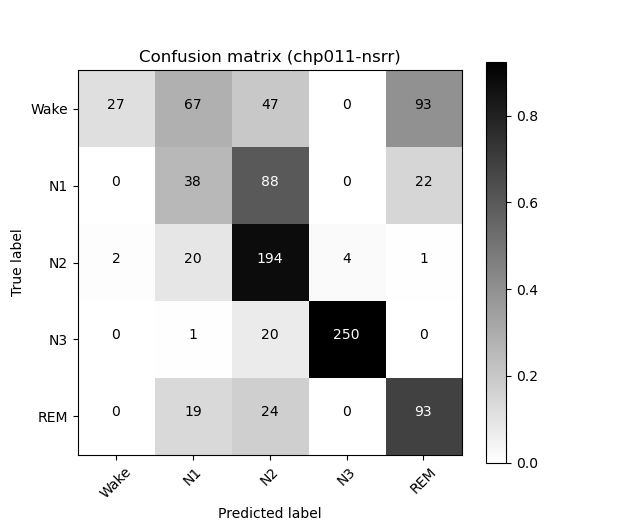 Confusion matrix (chp011-nsrr)
Wake 27 67 47 0 93
N1 0 38 88 0 22
N2 2 20 194 4 1
N3 0 1 20 250 0
REM 0 19 24 0 93
Wake N1 N2 N3 REM
True label
Predicted label
0.8
0.6
0.4
0.2
0.0